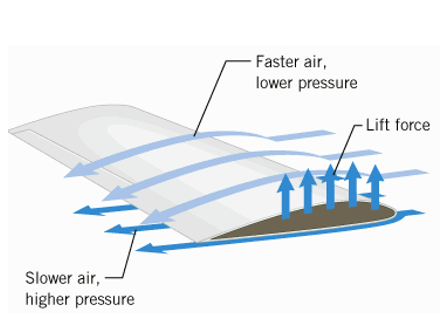 Faster air,
lower pressure
Lift force
Slower air,
higher pressure